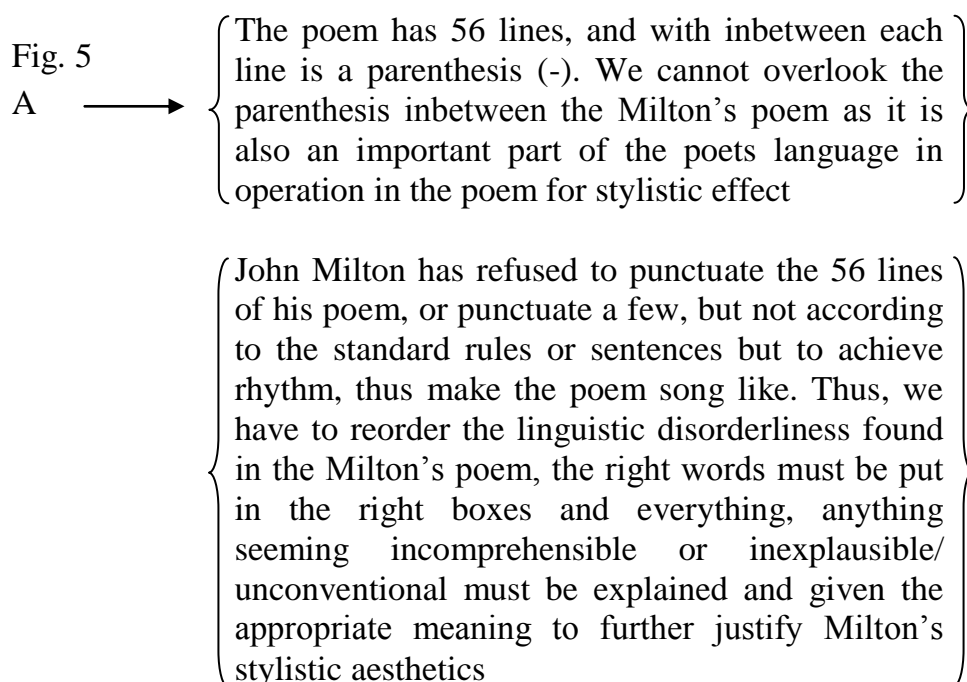 Fig. 5
A
The poem has 56 lines, and with inbetween each
line is a parenthesis (-). We cannot overlook the
parenthesis inbetween the Milton's poem as it is
also an important part of the poets language in
operation in the poem for stylistic effect
John Milton has refused to punctuate the 56 lines
of his poem, or punctuate a few, but not according
to the standard rules or sentences but to achieve
rhythm, thus make the poem song like. Thus, we
have to reorder the linguistic disorderliness found
in the Milton's poem, the right words must be put
in the right boxes and everything, anything
seeming incomprehensible or inexplausible/
unconventional must be explained and given the
appropriate meaning to further justify Milton's
stylistic aesthetics